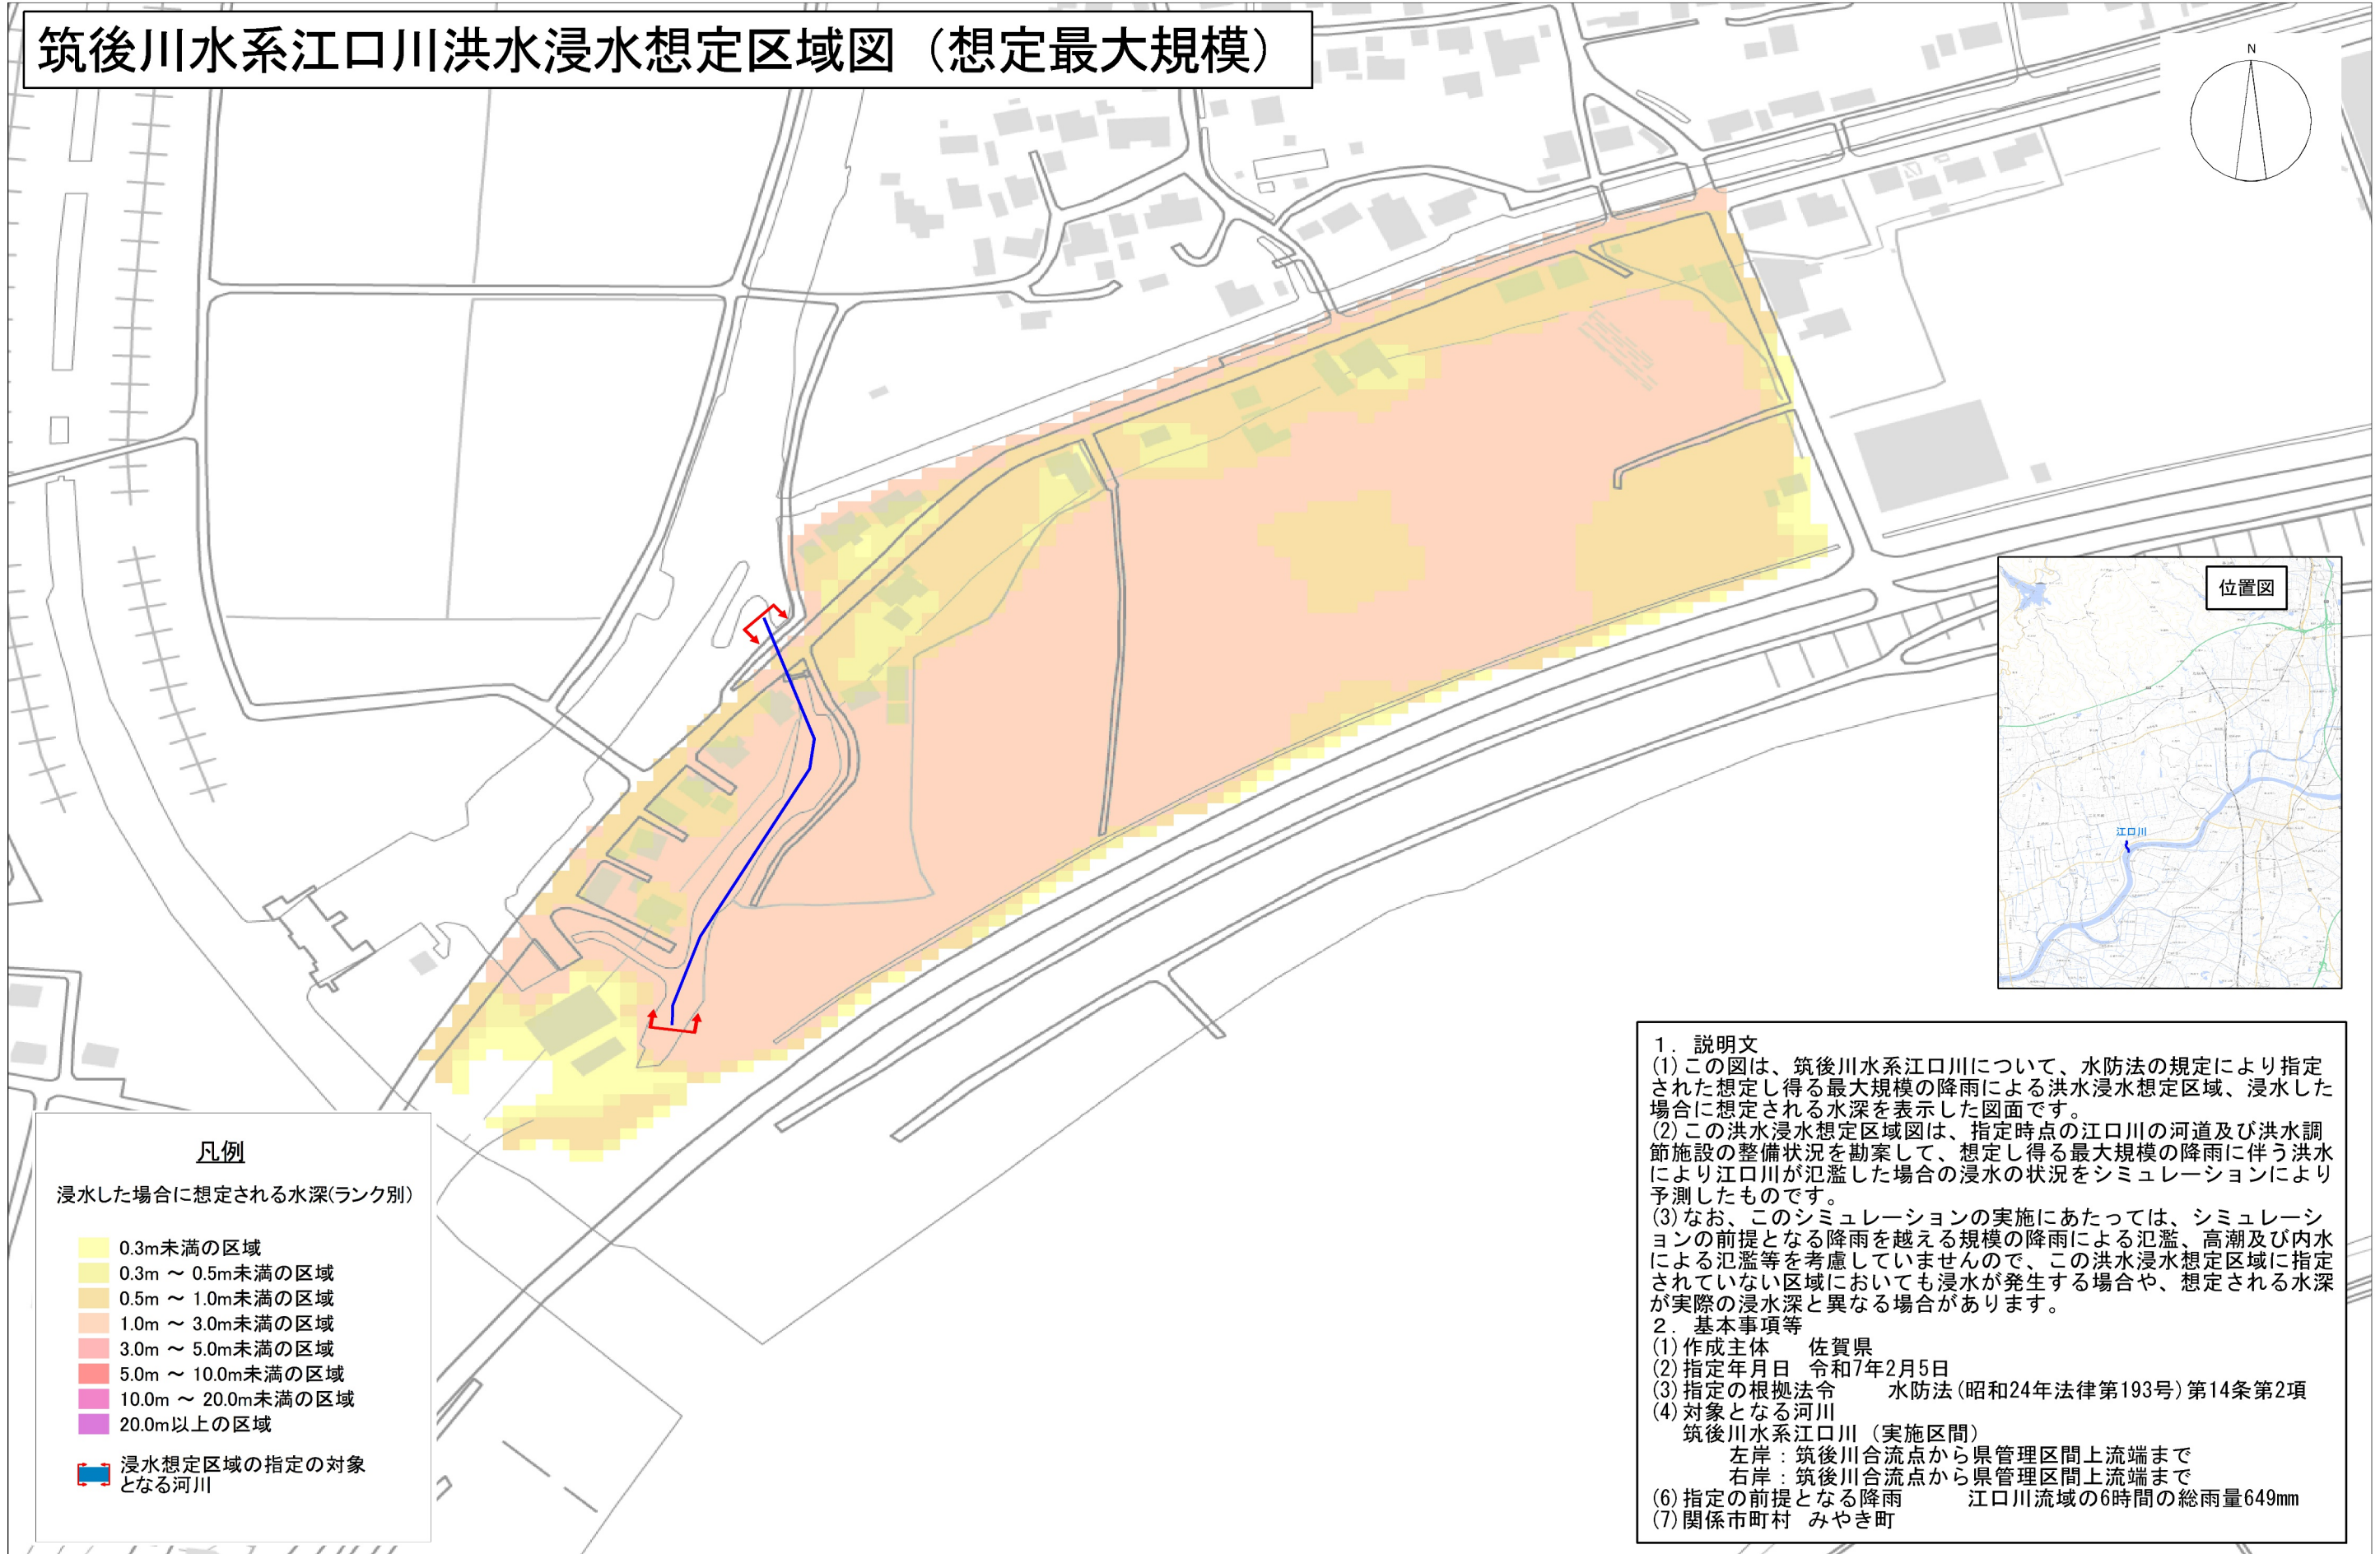 筑後川水系江口川洪水浸水想定区域図（想定最大規模）
N
位置図
江口川
凡例
浸水した場合に想定される水深(ランク別)
0.3m未満の区域
0.3m ～ 0.5m未満の区域
0.5m ～ 1.0m未満の区域
1.0m ～ 3.0m未満の区域
3.0m ～ 5.0m未満の区域
5.0m ～ 10.0m未満の区域
10.0m ～ 20.0m未満の区域
20.0m以上の区域
浸水想定区域の指定の対象
となる河川
１．説明文
(1)この図は、筑後川水系江口川について、水防法の規定により指定
された想定し得る最大規模の降雨による洪水浸水想定区域、浸水した
場合に想定される水深を表示した図面です。
(2)この洪水浸水想定区域図は、指定時点の江口川の河道及び洪水調
節施設の整備状況を勘案して、想定し得る最大規模の降雨に伴う洪水
により江口川が氾濫した場合の浸水の状況をシミュレーションにより
予測したものです。
(3)なお、このシミュレーションの実施にあたっては、シミュレーシ
ョンの前提となる降雨を越える規模の降雨による氾濫、高潮及び内水
による氾濫等を考慮していませんので、この洪水浸水想定区域に指定
されていない区域においても浸水が発生する場合や、想定される水深
が実際の浸水深と異なる場合があります。
２．基本事項等
(1)作成主体　佐賀県
(2)指定年月日　令和7年2月5日
(3)指定の根拠法令　水防法(昭和24年法律第193号)第14条第2項
(4)対象となる河川
筑後川水系江口川（実施区間）
左岸：筑後川合流点から県管理区間上流端まで
右岸：筑後川合流点から県管理区間上流端まで
(6)指定の前提となる降雨　江口川流域の6時間の総雨量649mm
(7)関係市町村　みやき町